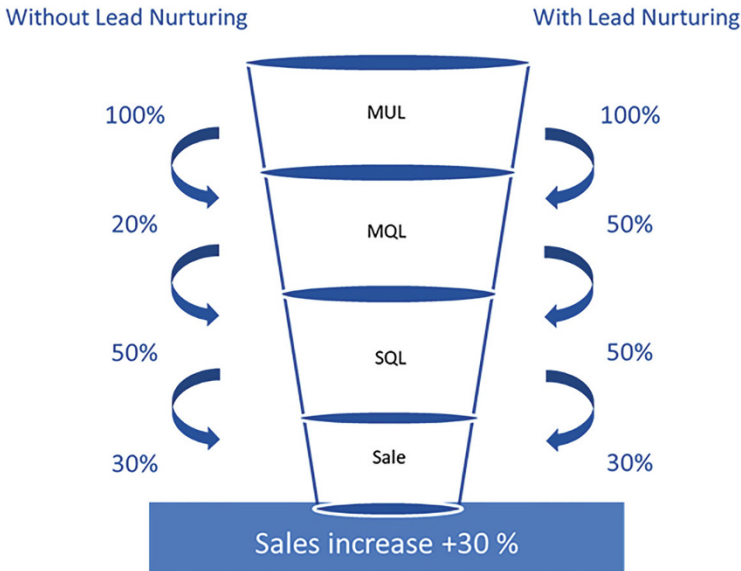 Without Lead Nurturing
With Lead Nurturing
100%
MUL
100%
20%
MQL
50%
50%
SQL
50%
30%
Sale
30%
Sales increase +30 %